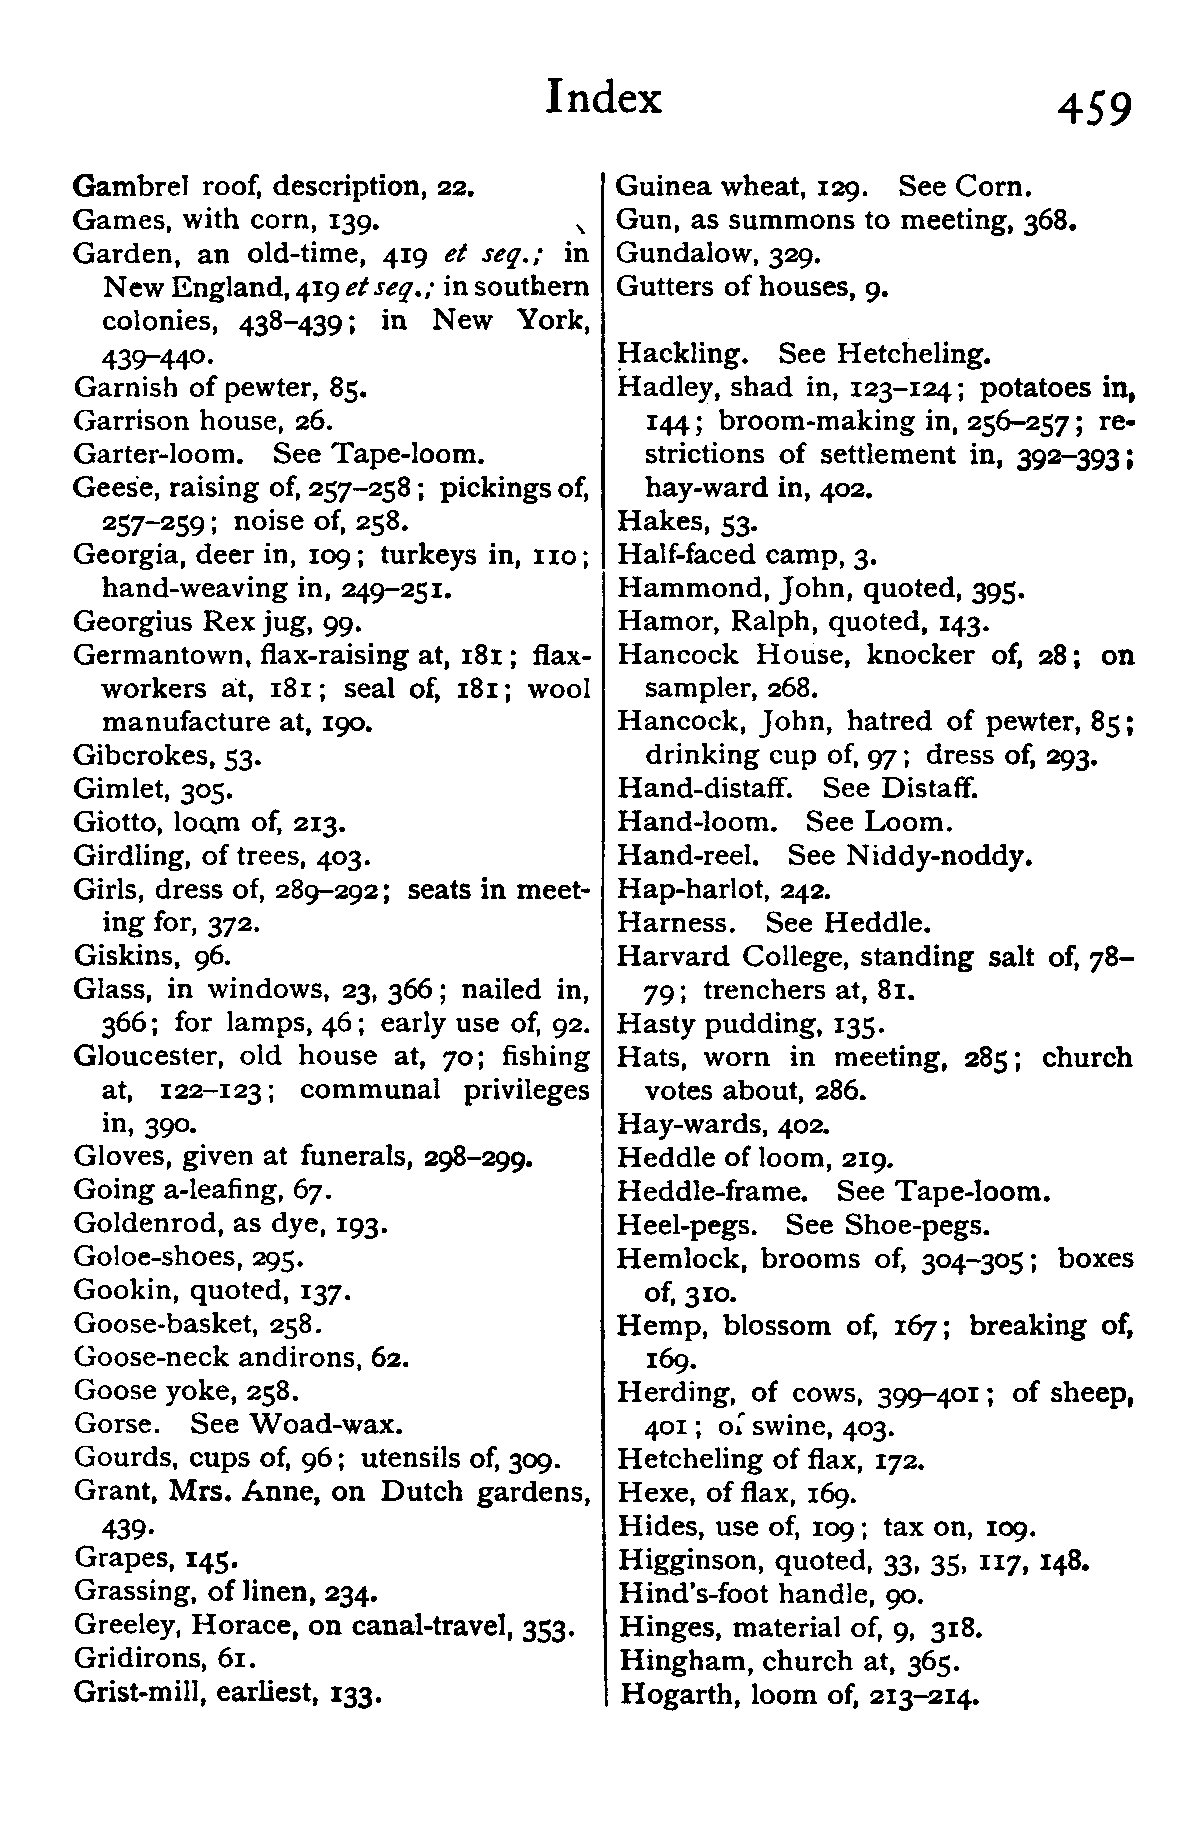 Index
459
Gambrel roof, description, 22.
Games, with corn, 139.
Garden, an old-time, 419 et seq.; in
New England, 419 et seq.; in southern
colonies, 438–439; in New York,
439–440.
Garnish of pewter, 85.
Garrison house, 26.
Garter-loom. See Tape-loom.
Geese, raising of, 257–258; pickings of,
257–259; noise of, 258.
Georgia, deer in, 109; turkeys in, 110;
hand-weaving in, 249–251.
Georgius Rex jug, 99.
Germantown, flax-raising at, 181; flax-
workers at, 181; seal of, 181; wool
manufacture at, 190.
Gibcrokes, 53.
Gimlet, 305.
Giotto, loom of, 213.
Girdling, of trees, 403.
Girls, dress of, 289–292; seats in meet-
ing for, 372.
Giskins, 96.
Glass, in windows, 23, 366; nailed in,
366; for lamps, 46; early use of, 92.
Gloucester, old house at, 70; fishing
at, 122–123; communal privileges
in, 390.
Gloves, given at funerals, 298–299.
Going a-leafing, 67.
Goldenrod, as dye, 193.
Goloe-shoes, 295.
Gookin, quoted, 137.
Goose-basket, 258.
Goose-neck andirons, 62.
Goose yoke, 258.
Gorse. See Woad-wax.
Gourds, cups of, 96; utensils of, 309.
Grant, Mrs. Anne, on Dutch gardens,
439.
Grapes, 145.
Grassing, of linen, 234.
Greeley, Horace, on canal-travel, 353.
Gridirons, 61.
Grist-mill, earliest, 133.
Guinea wheat, 129. See Corn.
Gun, as summons to meeting, 368.
Gundalow, 329.
Gutters of houses, 9.
Hackling. See Hetcheling.
Hadley, shad in, 123–124; potatoes in,
144; broom-making in, 256–257; re-
strictions of settlement in, 392–393;
hay-ward in, 402.
Hakes, 53.
Half-faced camp, 3.
Hammond, John, quoted, 395.
Hamor, Ralph, quoted, 143.
Hancock House, knocker of, 28; on
sampler, 268.
Hancock, John, hatred of pewter, 85;
drinking cup of, 97; dress of, 293.
Hand-distaff. See Distaff.
Hand-loom. See Loom.
Hand-reel. See Niddy-noddy.
Hap-harlot, 242.
Harness. See Heddle.
Harvard College, standing salt of, 78–
79; trenchers at, 81.
Hasty pudding, 135.
Hats, worn in meeting, 285; church
votes about, 286.
Hay-wards, 402.
Heddle of loom, 219.
Heddle-frame. See Tape-loom.
Heel-pegs. See Shoe-pegs.
Hemlock, brooms of, 304–305; boxes
of, 310.
Hemp, blossom of, 167; breaking of,
169.
Herding, of cows, 399–401; of sheep,
401; of swine, 403.
Hetcheling of flax, 172.
Hexe, of flax, 169.
Hides, use of, 109; tax on, 109.
Higginson, quoted, 33, 35, 117, 148.
Hind's-foot handle, 90.
Hinges, material of, 9, 318.
Hingham, church at, 365.
Hogarth, loom of, 213–214.